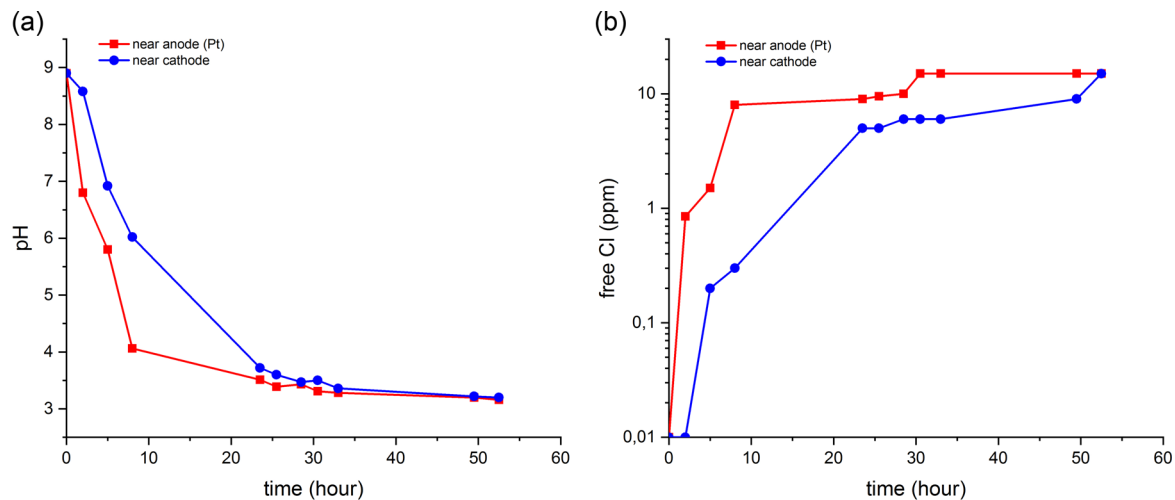 (a)
near anode (Pt)
near cathode
9
8
7
6
5
4
3
pH
0 10 20 30 40 50 60
time (hour)
(b)
near anode (Pt)
near cathode
10
1
0,1
0,01
free Cl (ppm)
0 10 20 30 40 50 60
time (hour)